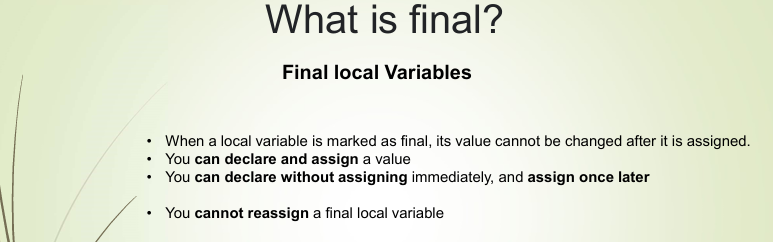 What is final?
Final local Variables
• When a local variable is marked as final, its value cannot be changed after it is assigned.
• You can declare and assign a value
• You can declare without assigning immediately, and assign once later
• You cannot reassign a final local variable